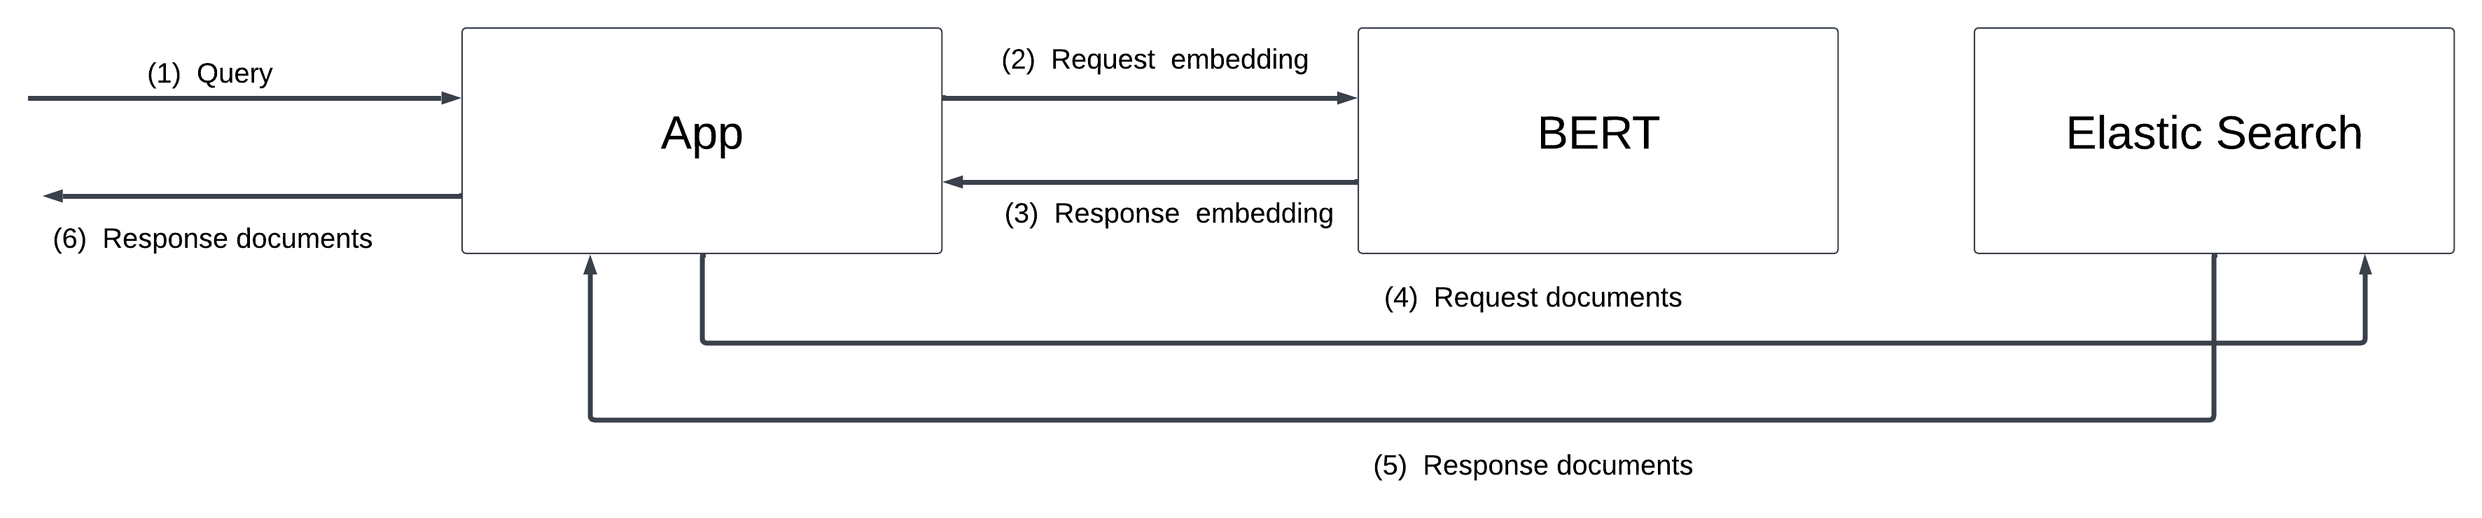 (1) Query
App
(2) Request embedding
BERT
Elastic Search
(3) Response embedding
(6) Response documents
(4) Request documents
(5) Response documents